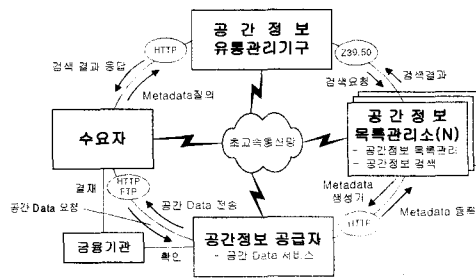 공 간 정 보
유통관리기구
HTTP
Z39.50
검색 결과 응답
Metadata질의
검색결과
검색요청
수요자
초고속통신망
공 간 정 보
목록관리소(N)
- 공간정보 목록관리
- 공간정보 검색
결재
HTTP
FTP
공간 Data 전송
공간 Data 요청
Metadata
생성기
HTTP
Metadata 등록
금융기관
확인
공간정보 공급자
- 공간 Data 서비스